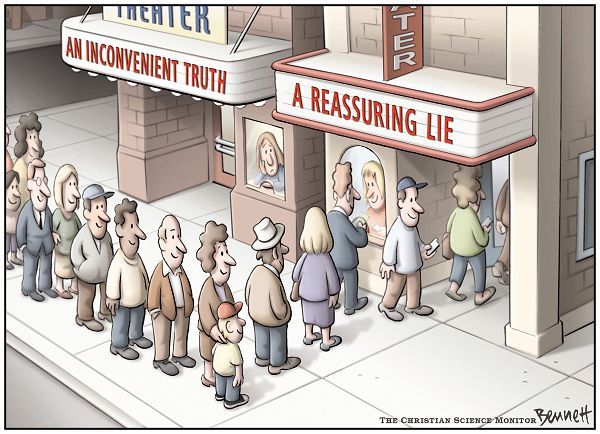 THEATER
AN INCONVENIENT TRUTH
ATER
A REASSURING LIE
THE CHRISTIAN SCIENCE MONITOR
Bennett